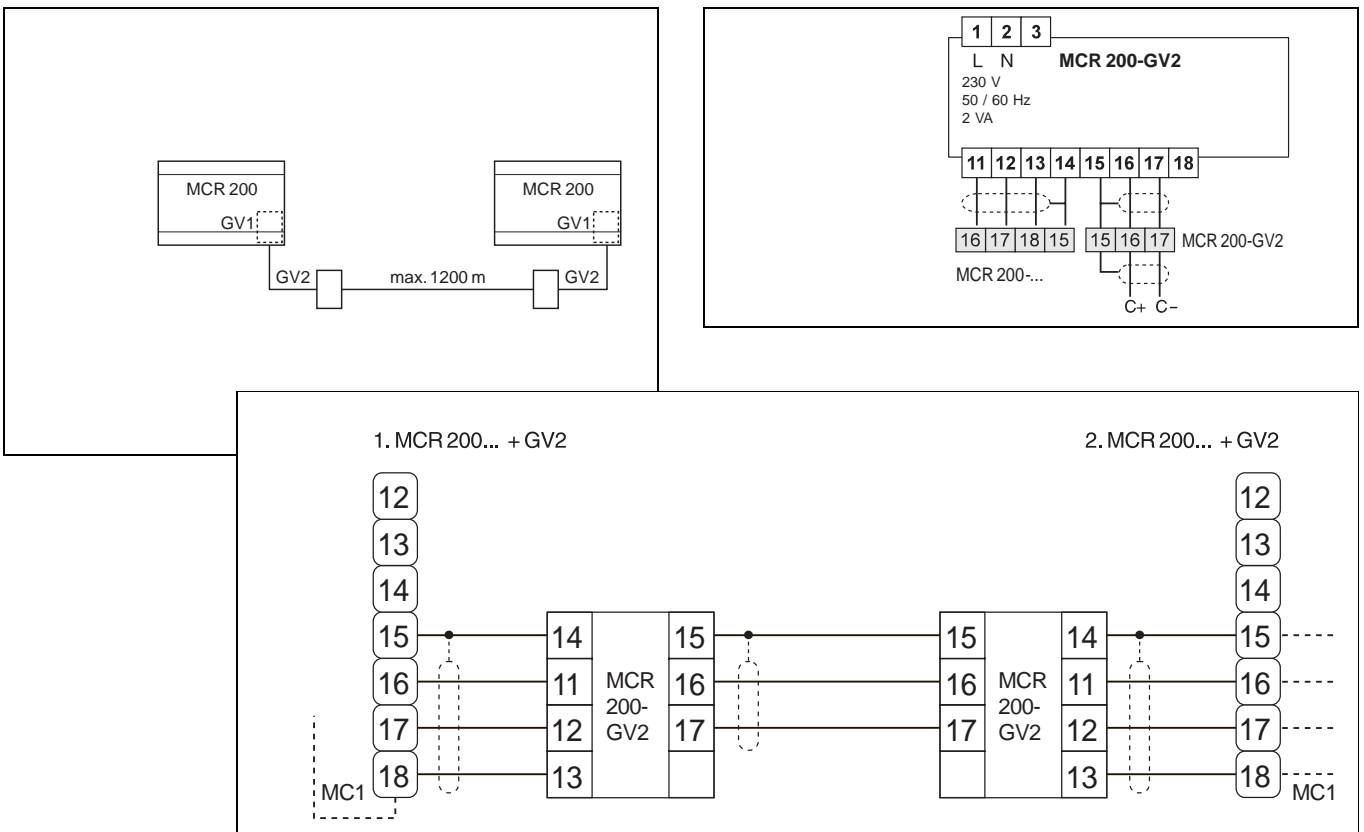 MCR 200 MCR 200
GV1 GV1
GV2 max. 1200 m GV2
1 2 3
L N MCR 200-GV2
230 V
50 / 60 Hz
2 VA
11 12 13 14 15 16 17 18
16 17 18 15 15 16 17 MCR 200-GV2
MCR 200-...
C+ C-
1. MCR 200... + GV2 2. MCR 200... + GV2
12 12
13 13
14 14
15 14 15 15 14 15
16 11 MCR 16 16 MCR 11 16
200- 200-
17 12 GV2 17 17 GV2 12 17
MC1 18 13 13 18 MC1